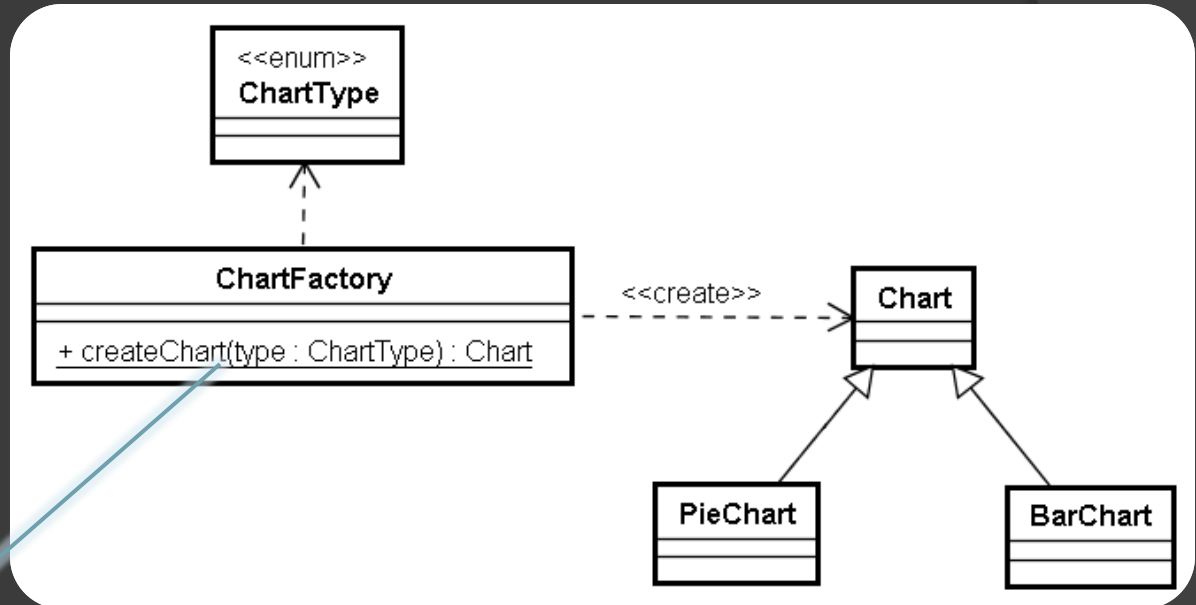 <<enum>>
ChartType
ChartFactory
+ createChart(type : ChartType) : Chart
<<create>>
Chart
PieChart
BarChart